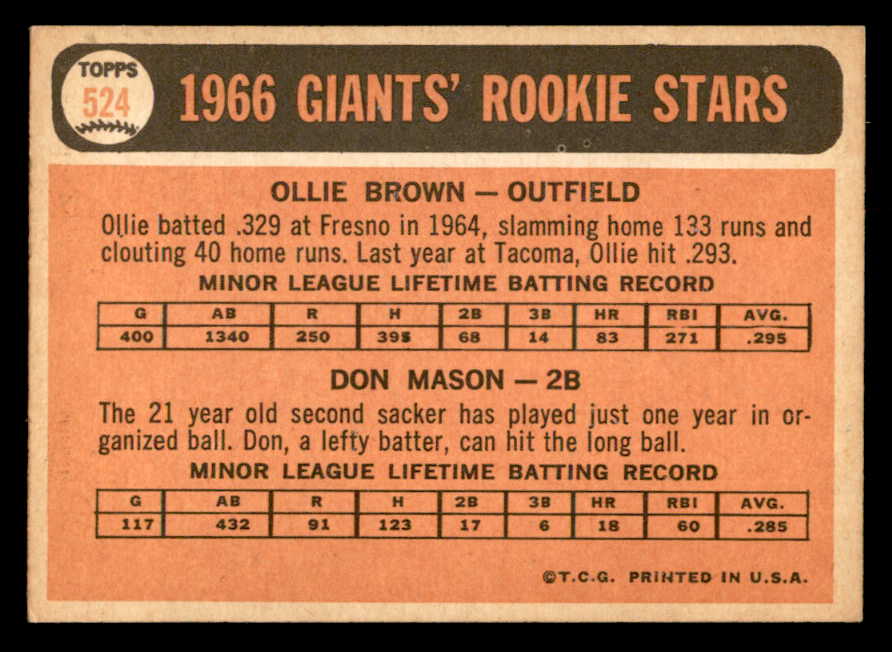 TOPPS
524
1966 GIANTS' ROOKIE STARS
OLLIE BROWN — OUTFIELD
Ollie batted .329 at Fresno in 1964, slamming home 133 runs and
clouting 40 home runs. Last year at Tacoma, Ollie hit .293.
MINOR LEAGUE LIFETIME BATTING RECORD
G AB R H 2B 3B HR RBI AVG.
400 1340 250 395 68 14 83 271 .295
DON MASON — 2B
The 21 year old second sacker has played just one year in or-
ganized ball. Don, a lefty batter, can hit the long ball.
MINOR LEAGUE LIFETIME BATTING RECORD
G AB R H 2B 3B HR RBI AVG.
117 432 91 123 17 6 18 60 .285
©T.C.G. PRINTED IN U.S.A.